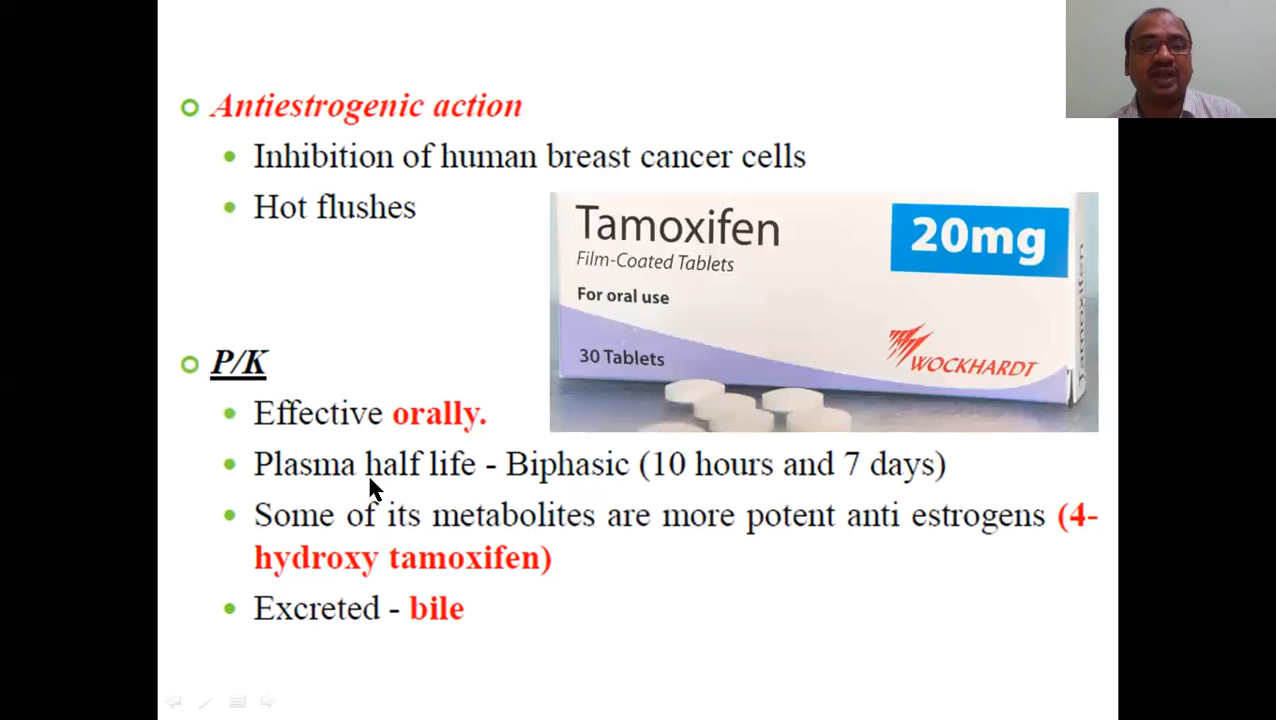 Antiestrogenic action
Inhibition of human breast cancer cells
Hot flushes
Tamoxifen
20mg
Film-Coated Tablets
For oral use
30 Tablets
WOCKHARDT
Tamoxifen
P/K
Effective orally.
Plasma half life - Biphasic (10 hours and 7 days)
Some of its metabolites are more potent anti estrogens (4-
hydroxy tamoxifen)
Excreted - bile